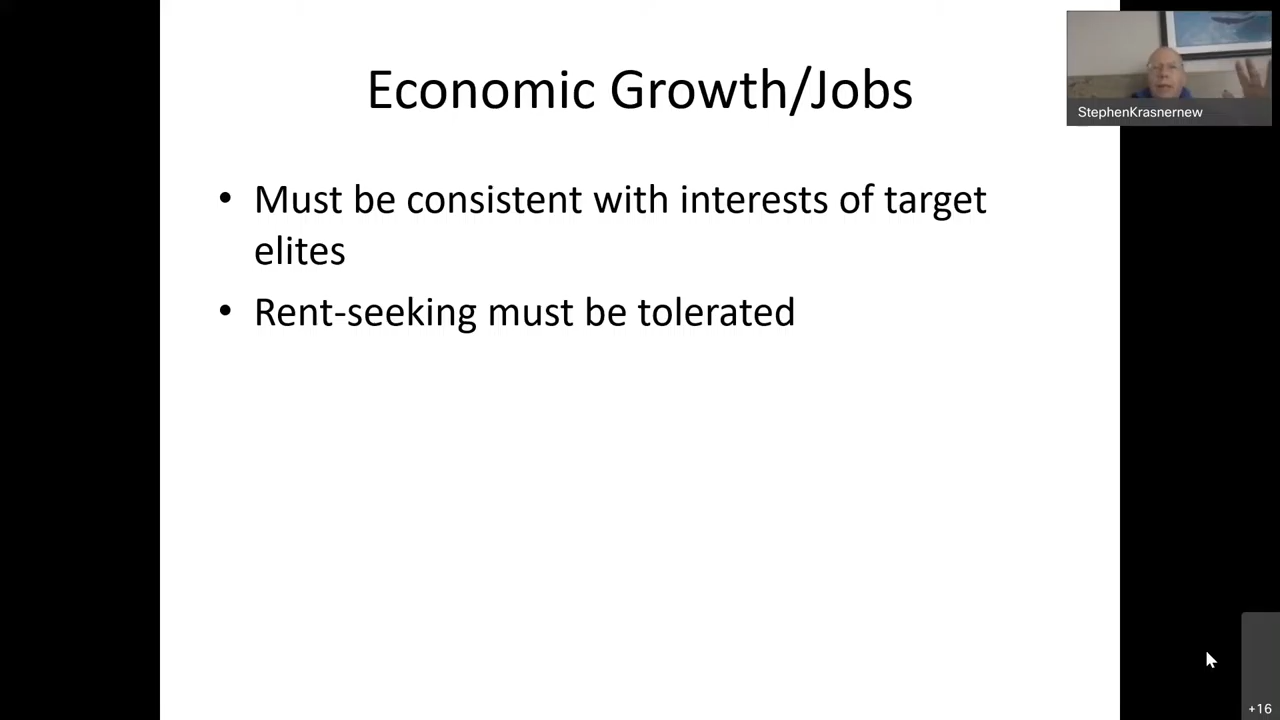 Economic Growth/Jobs
StephenKrasnernew
• Must be consistent with interests of target
elites
• Rent-seeking must be tolerated
+16